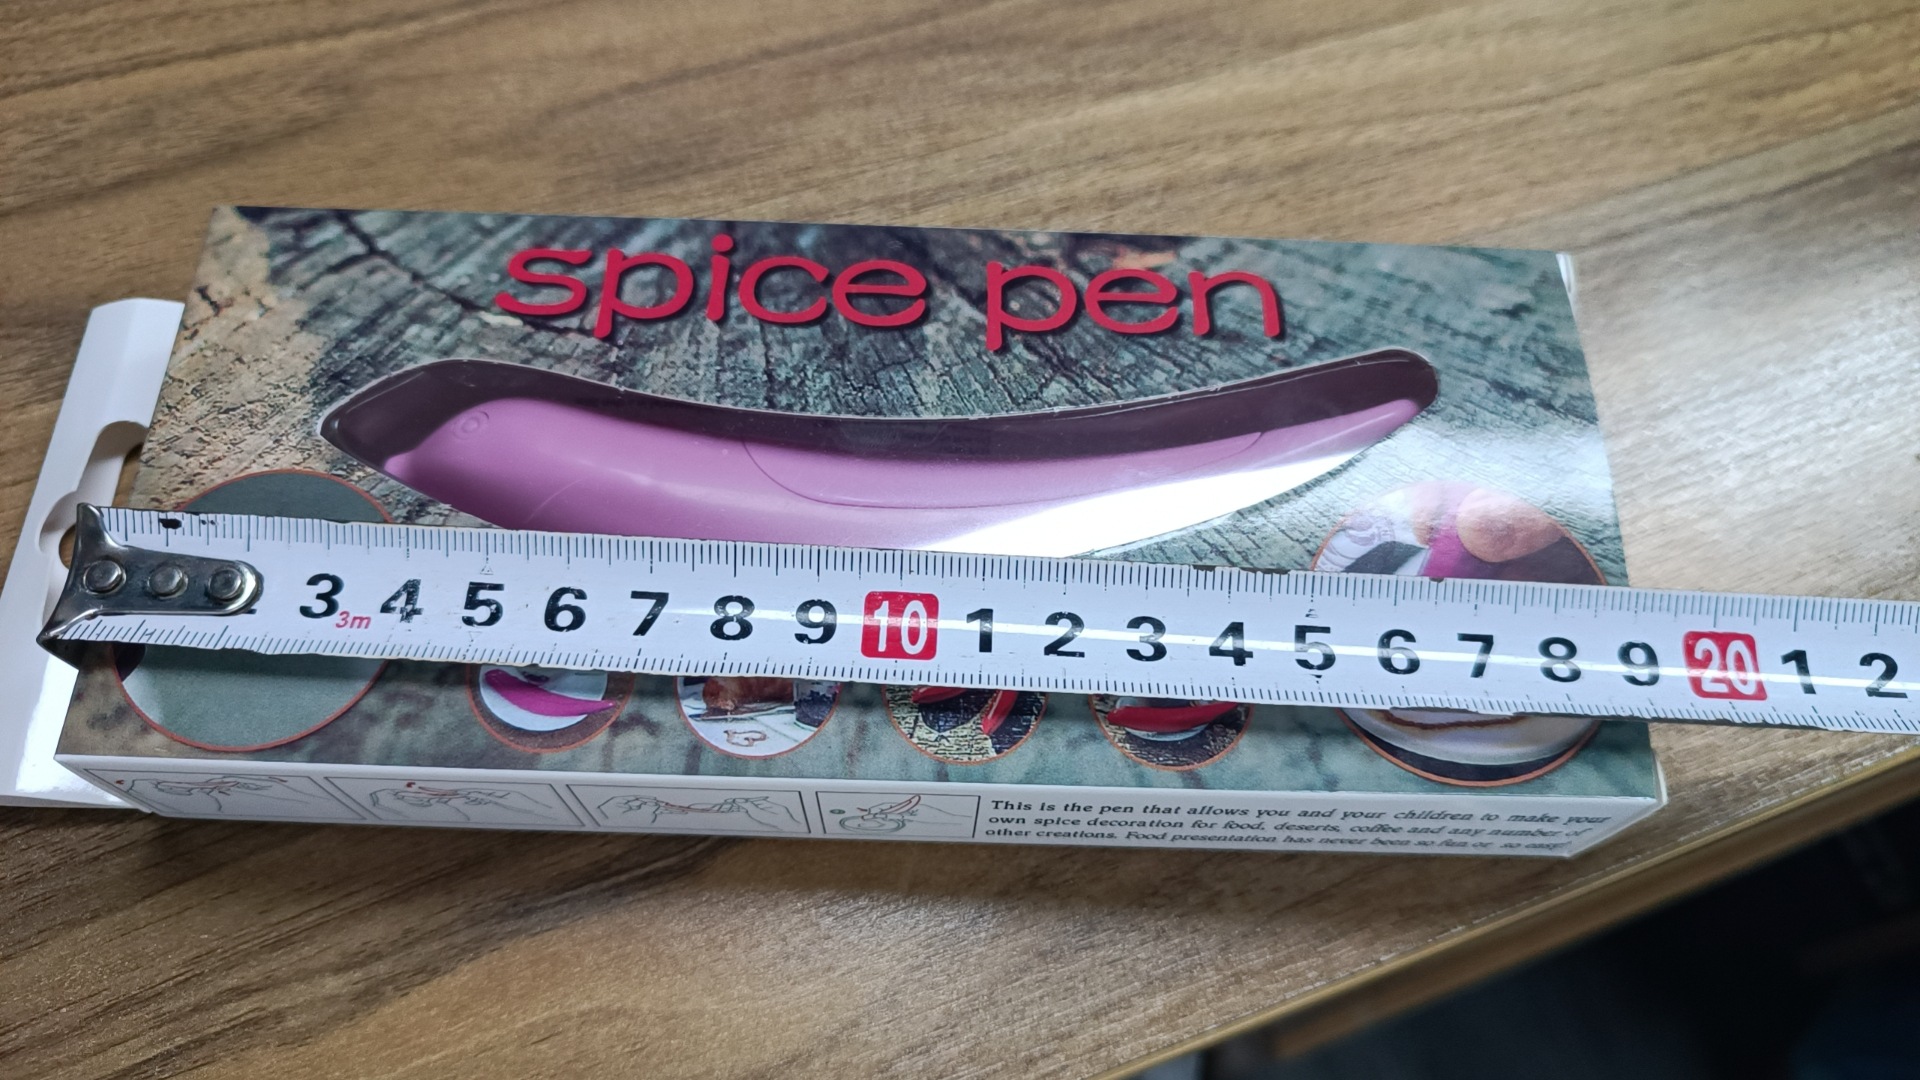 spice pen
3 4 5 6 7 8 9 10 1 2 3 4 5 6 7 8 9 20 1 2
3m
This is the pen that allows you and your children to make your
own spice decoration for food, deserts, coffee and any number of
other creations. Food presentation has never been so fun or so easy!